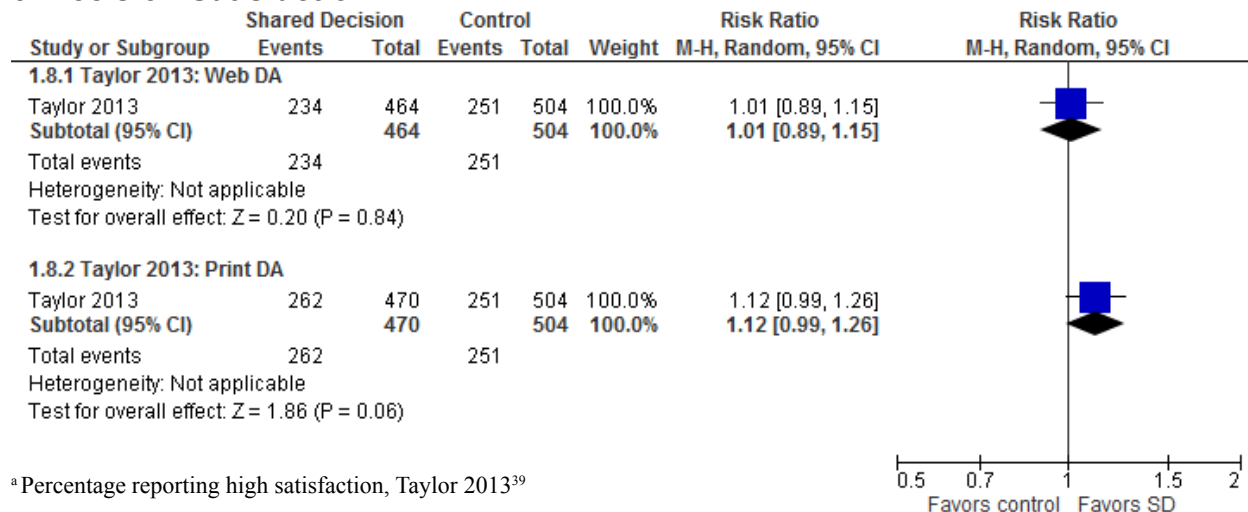 Shared Decision Control Risk Ratio Risk Ratio
Study or Subgroup Events Total Events Total Weight M-H, Random, 95% CI M-H, Random, 95% CI
1.8.1 Taylor 2013: Web DA
Taylor 2013 234 464 251 504 100.0% 1.01 [0.89, 1.15]
Subtotal (95% CI) 464 504 100.0% 1.01 [0.89, 1.15]
Total events 234 251
Heterogeneity: Not applicable
Test for overall effect: Z = 0.20 (P = 0.84)
1.8.2 Taylor 2013: Print DA
Taylor 2013 262 470 251 504 100.0% 1.12 [0.99, 1.26]
Subtotal (95% CI) 470 504 100.0% 1.12 [0.99, 1.26]
Total events 262 251
Heterogeneity: Not applicable
Test for overall effect: Z = 1.86 (P = 0.06)
0.5 0.7 1 1.5 2
Favors control Favors SD
ᵃ Percentage reporting high satisfaction, Taylor 2013³⁹